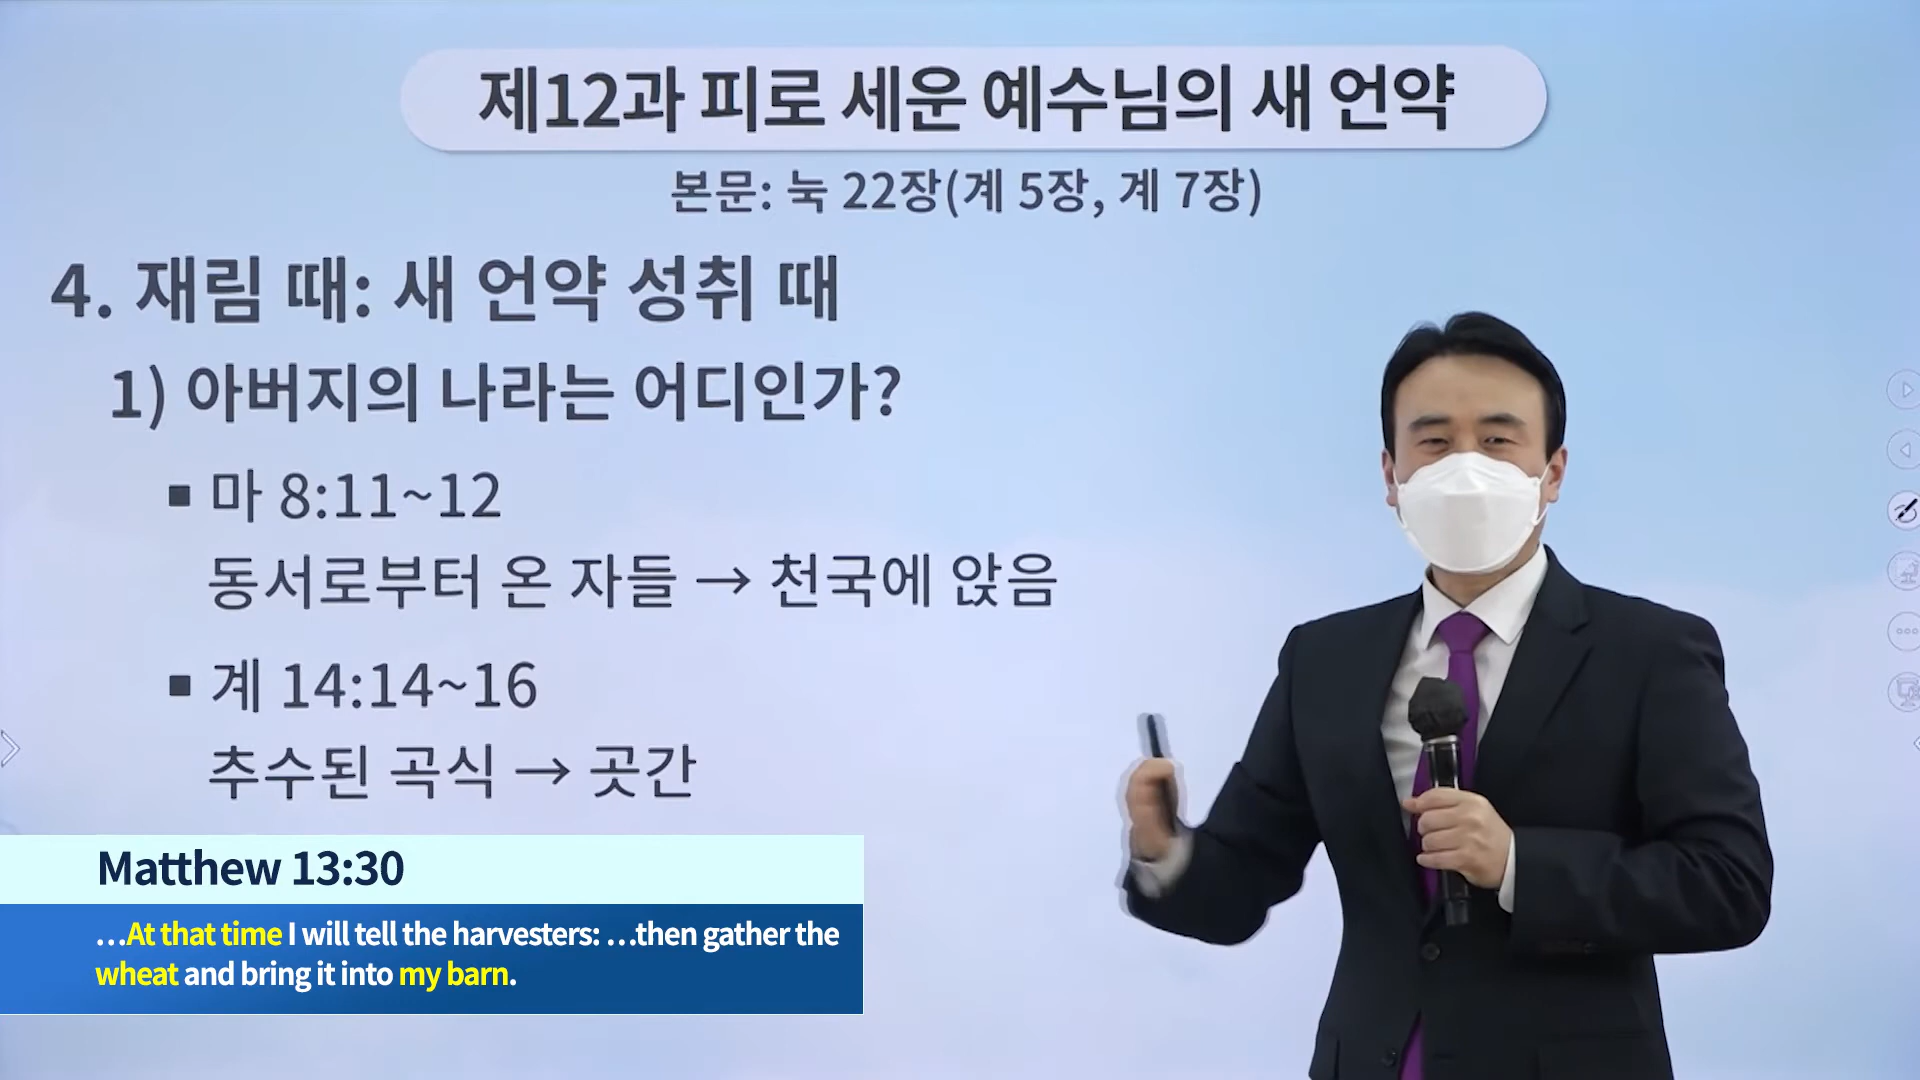 제12과 피로 세운 예수님의 새 언약
본문: 눅 22장(계 5장, 계 7장)
4. 재림 때: 새 언약 성취 때
1) 아버지의 나라는 어디인가?
▪ 마 8:11~12
동서로부터 온 자들 → 천국에 앉음
▪ 계 14:14~16
추수된 곡식 → 곳간
Matthew 13:30
…At that time I will tell the harvesters: …then gather the
wheat and bring it into my barn.